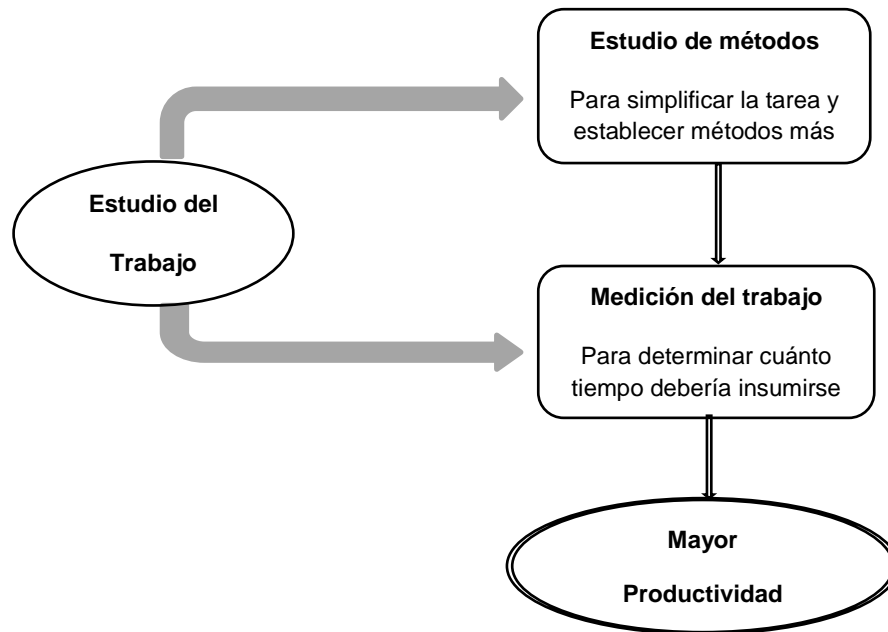 Estudio de métodos
Para simplificar la tarea y
establecer métodos más
Estudio del
Trabajo
Medición del trabajo
Para determinar cuánto
tiempo debería insumirse
Mayor
Productividad